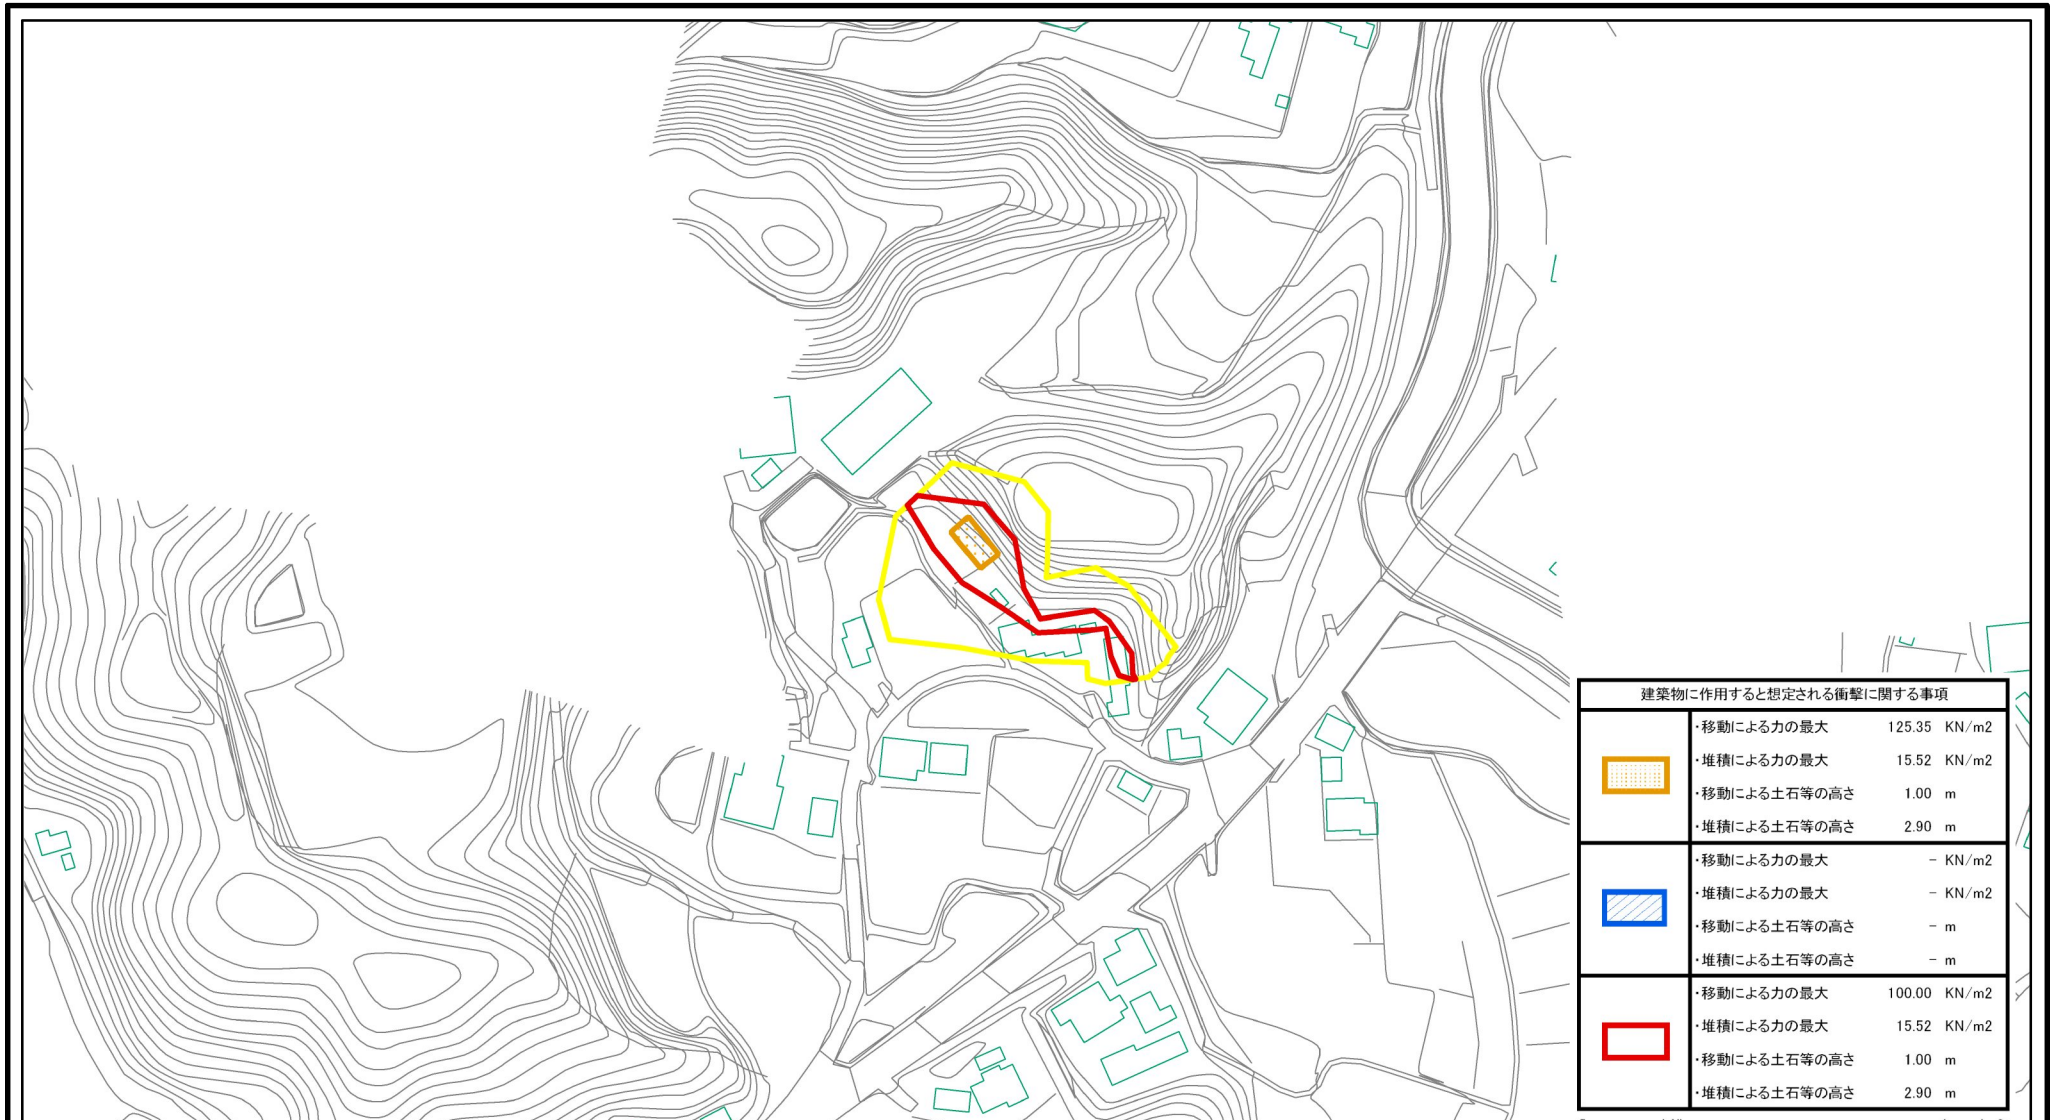 建築物に作用すると想定される衝撃に関する事項
・移動による力の最大 125.35 KN/m2
・堆積による力の最大 15.52 KN/m2
・移動による土石等の高さ 1.00 m
・堆積による土石等の高さ 2.90 m
・移動による力の最大 - KN/m2
・堆積による力の最大 - KN/m2
・移動による土石等の高さ - m
・堆積による土石等の高さ - m
・移動による力の最大 100.00 KN/m2
・堆積による力の最大 15.52 KN/m2
・移動による土石等の高さ 1.00 m
・堆積による土石等の高さ 2.90 m